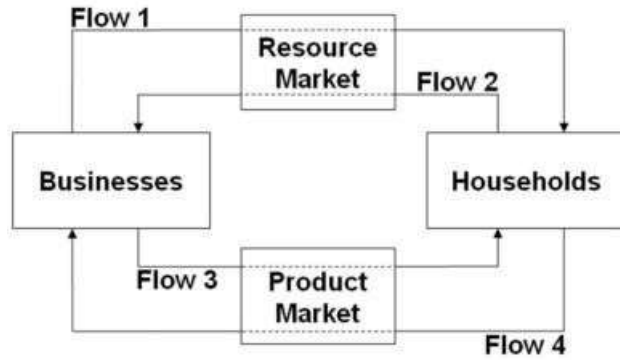 Flow 1
Resource
Market
Flow 2
Businesses
Households
Flow 3
Product
Market
Flow 4